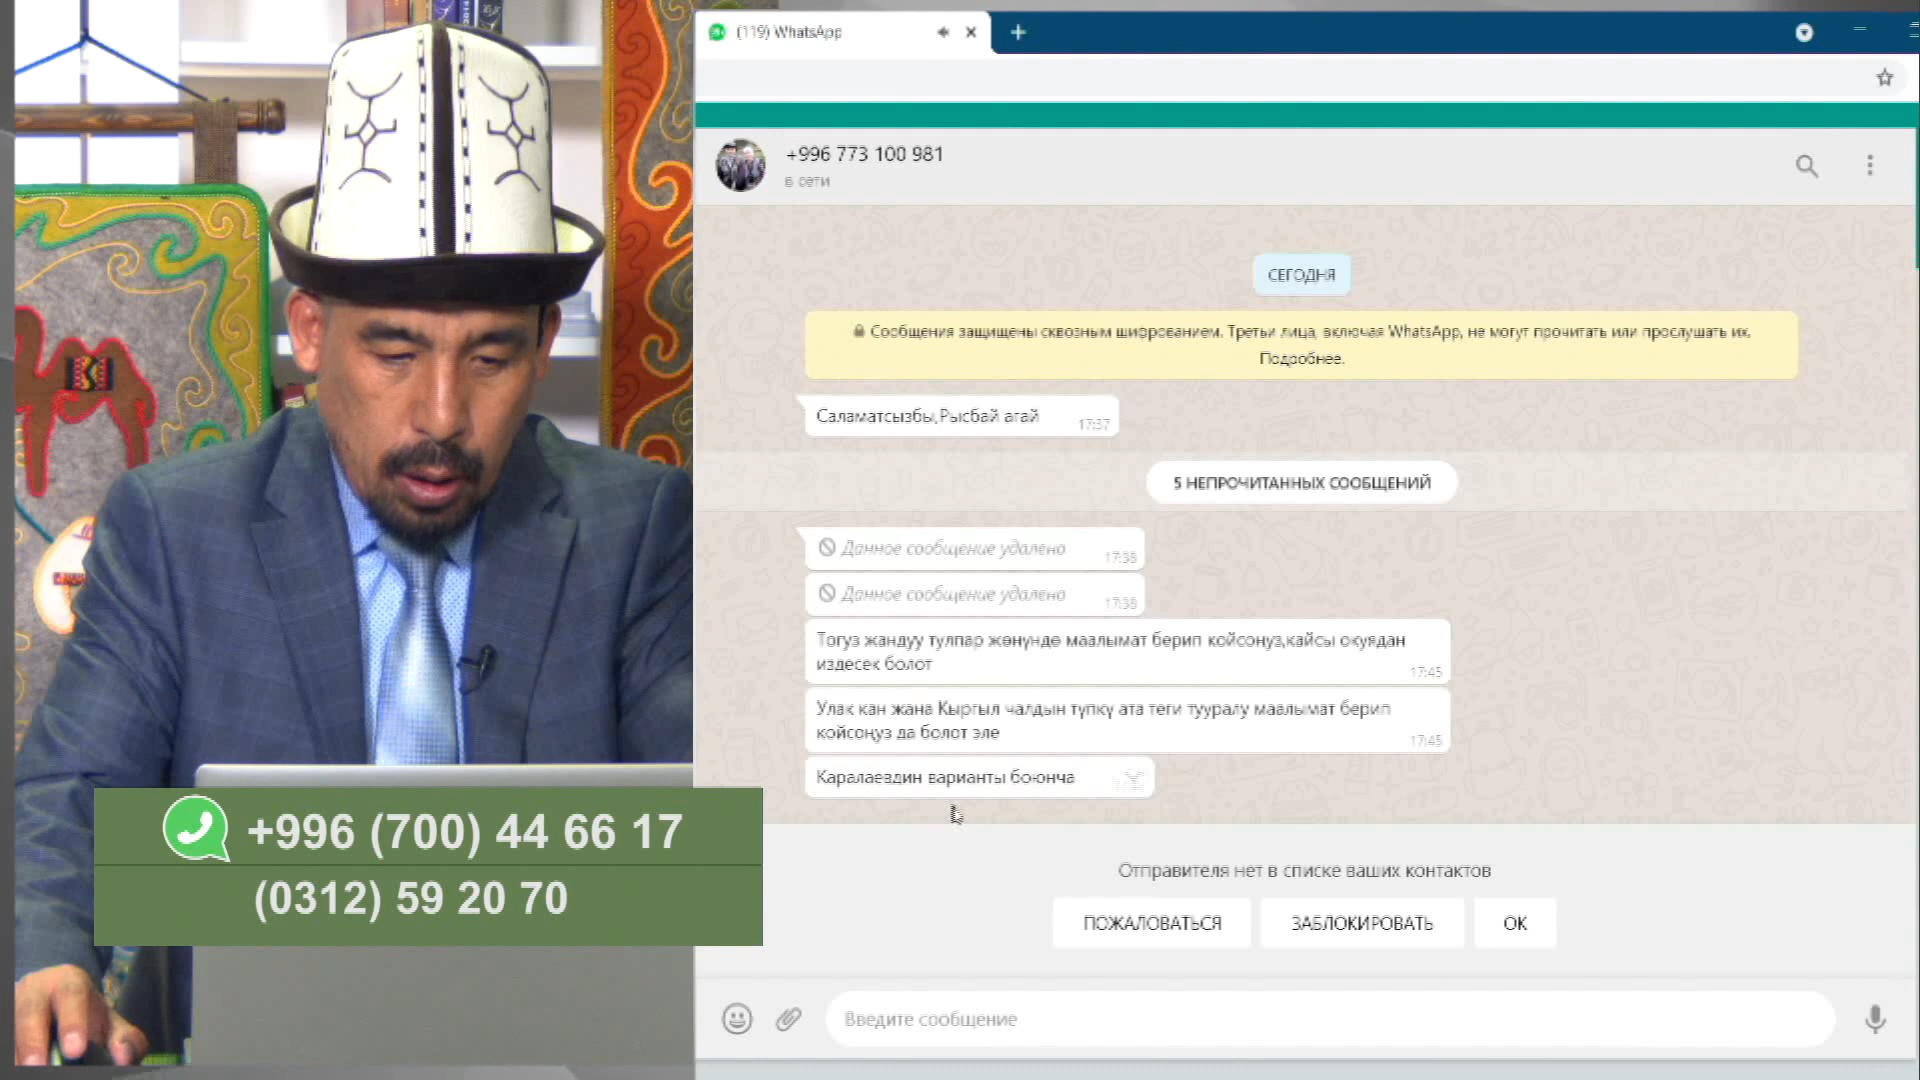 (119) WhatsApp
+996 773 100 981
в сети
СЕГОДНЯ
Сообщения защищены сквозным шифрованием. Третьи лица, включая WhatsApp, не могут прочитать или прослушать их.
Подробнее.
Саламатсызбы,Рысбай агай 17:37
5 НЕПРОЧИТАННЫХ СООБЩЕНИЙ
Данное сообщение удалено 17:38
Данное сообщение удалено 17:38
Тогуз жандуу тулпар жөнүндө маалымат берип койсоңуз,кайсы окуядан
издесек болот 17:45
Улак кан жана Кыргыл чалдын түпкү ата теги тууралу маалымат берип
койсоңуз да болот эле 17:45
Каралаевдин варианты боюнча
Отправителя нет в списке ваших контактов
ПОЖАЛОВАТЬСЯ ЗАБЛОКИРОВАТЬ ОК
Введите сообщение
+996 (700) 44 66 17
(0312) 59 20 70